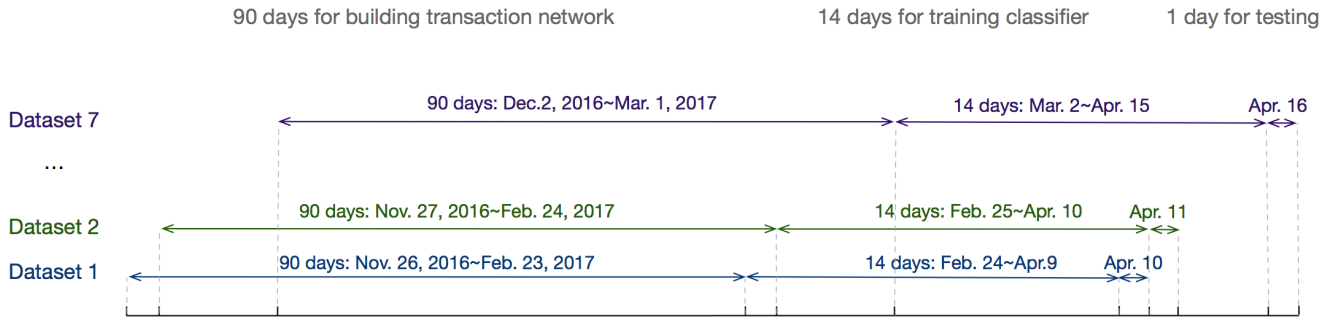 90 days for building transaction network 14 days for training classifier 1 day for testing
90 days: Dec.2, 2016~Mar. 1, 2017 14 days: Mar. 2~Apr. 15 Apr. 16
Dataset 7
...
90 days: Nov. 27, 2016~Feb. 24, 2017 14 days: Feb. 25~Apr. 10 Apr. 11
Dataset 2
90 days: Nov. 26, 2016~Feb. 23, 2017 14 days: Feb. 24~Apr.9 Apr. 10
Dataset 1